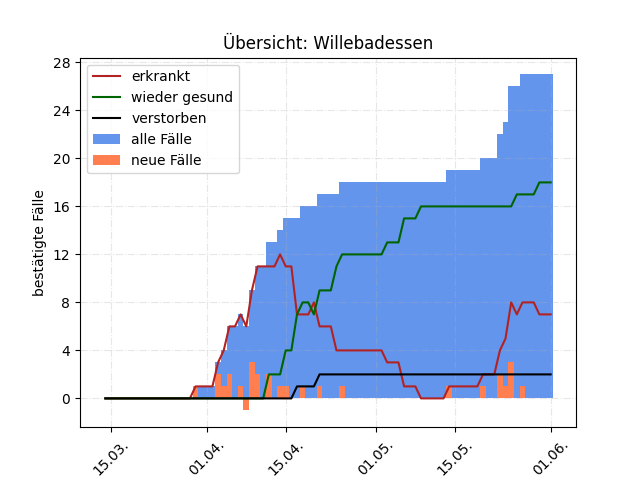 Übersicht: Willebadessen
28
24
20
16
12
8
4
0
bestätigte Fälle
erkrankt
wieder gesund
verstorben
alle Fälle
neue Fälle
15.03.
01.04.
15.04.
01.05.
15.05.
01.06.